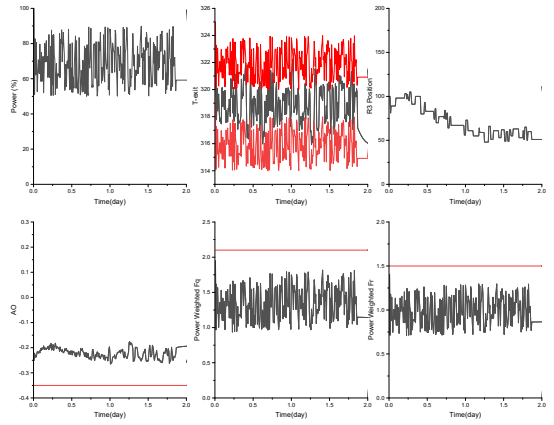 Power (%)
100
80
60
40
20
0
0.0 0.5 1.0 1.5 2.0
Time(day)
T-exit
326
324
322
320
318
316
314
0.0 0.5 1.0 1.5 2.0
Time(day)
R3 Position
200
150
100
50
0
0.0 0.5 1.0 1.5 2.0
Time(day)
AO
0.3
0.2
0.1
0.0
-0.1
-0.2
-0.3
-0.4
0.0 0.5 1.0 1.5 2.0
Time(day)
Power Weighted Fq
2.5
2.0
1.5
1.0
0.5
0.0
0.0 0.5 1.0 1.5 2.0
Time(day)
Power Weighted Fr
2.0
1.5
1.0
0.5
0.0
0.0 0.5 1.0 1.5 2.0
Time(day)